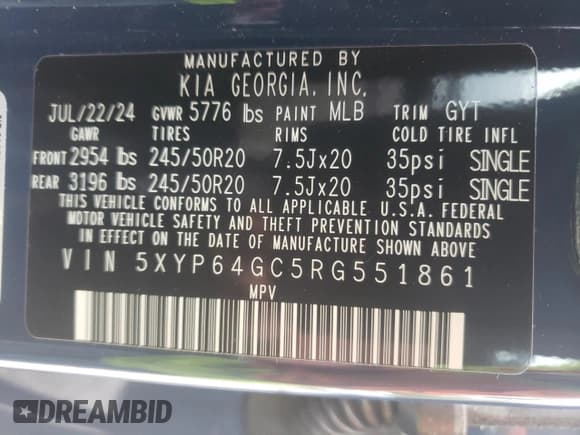 MANUFACTURED BY
KIA GEORGIA, INC.
JUL/22/24 GVWR 5776 lbs PAINT MLB TRIM GYT
GAWR TIRES RIMS COLD TIRE INFL
FRONT 2954 lbs 245/50R20 7.5Jx20 35psi SINGLE
REAR 3196 lbs 245/50R20 7.5Jx20 35psi SINGLE
THIS VEHICLE CONFORMS TO ALL APPLICABLE U.S.A. FEDERAL
MOTOR VEHICLE SAFETY AND THEFT PREVENTION STANDARDS
IN EFFECT ON THE DATE OF MANUFACTURE SHOWN ABOVE.
VIN 5XYP64GC5RG551861
MPV
DREAMBID